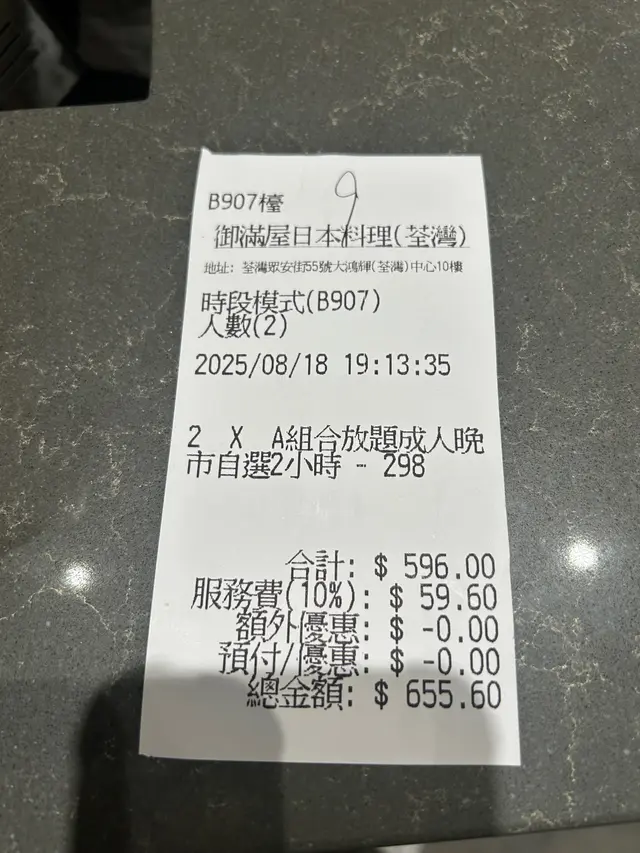 B907檯
9
御滿屋日本料理(荃灣)
地址: 荃灣眾安街55號大鴻輝(荃灣)中心10樓
時段模式(B907)
人數(2)
2025/08/18 19:13:35
2 X A組合放題成人晚
市自選2小時 - 298
合計: $ 596.00
服務費(10%): $ 59.60
額外優惠: $ -0.00
預付/優惠: $ -0.00
總金額: $ 655.60